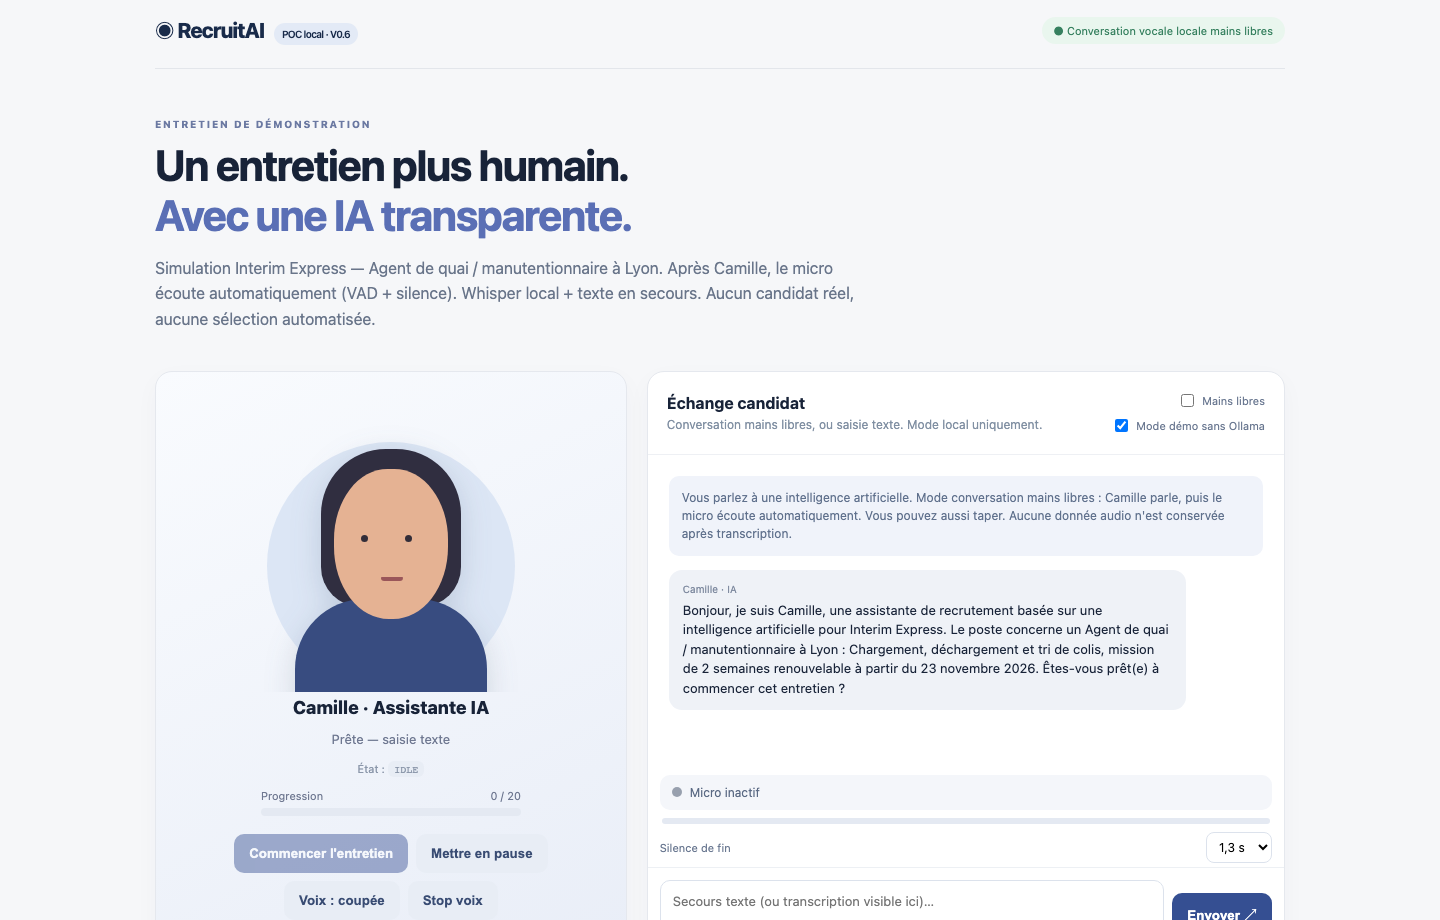 RecruitAI
POC local · V0.6
Conversation vocale locale mains libres
ENTRETIEN DE DÉMONSTRATION
Un entretien plus humain.
Avec une IA transparente.
Simulation Interim Express — Agent de quai / manutentionnaire à Lyon. Après Camille, le micro
écoute automatiquement (VAD + silence). Whisper local + texte en secours. Aucun candidat réel,
aucune sélection automatisée.
Camille · Assistante IA
Prête — saisie texte
État : IDLE
Progression 0 / 20
Commencer l'entretien
Mettre en pause
Voix : coupée
Stop voix
Échange candidat
Conversation mains libres, ou saisie texte. Mode local uniquement.
Mains libres
Mode démo sans Ollama
Vous parlez à une intelligence artificielle. Mode conversation mains libres : Camille parle, puis le
micro écoute automatiquement. Vous pouvez aussi taper. Aucune donnée audio n'est conservée
après transcription.
Camille · IA
Bonjour, je suis Camille, une assistante de recrutement basée sur une
intelligence artificielle pour Interim Express. Le poste concerne un Agent de quai
/ manutentionnaire à Lyon : Chargement, déchargement et tri de colis, mission
de 2 semaines renouvelable à partir du 23 novembre 2026. Êtes-vous prêt(e) à
commencer cet entretien ?
Micro inactif
Silence de fin
1,3 s
Secours texte (ou transcription visible ici)...
Envoyer ↗